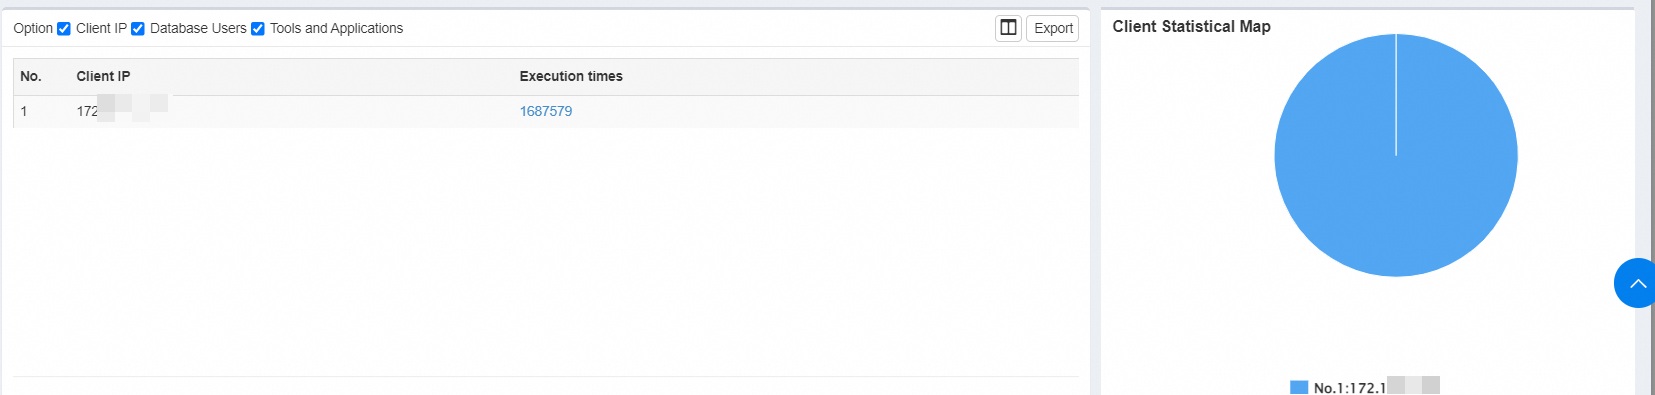 Option Client IP Database Users Tools and Applications Export
No. Client IP Execution times
1 172 1687579
Client Statistical Map
No.1:172.1